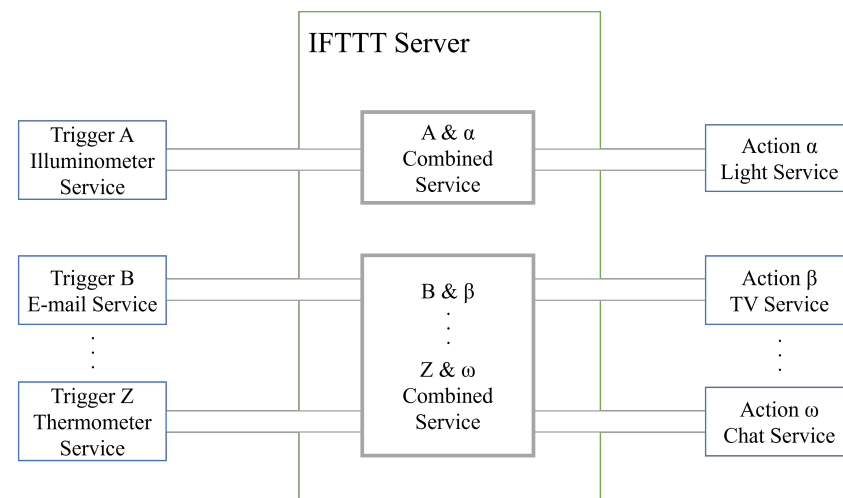 IFTTT Server
Trigger A
Illuminometer
Service
A & α
Combined
Service
Action α
Light Service
Trigger B
E-mail Service
.
.
.
Trigger Z
Thermometer
Service
B & β
.
.
.
Z & ω
Combined
Service
Action β
TV Service
.
.
.
Action ω
Chat Service